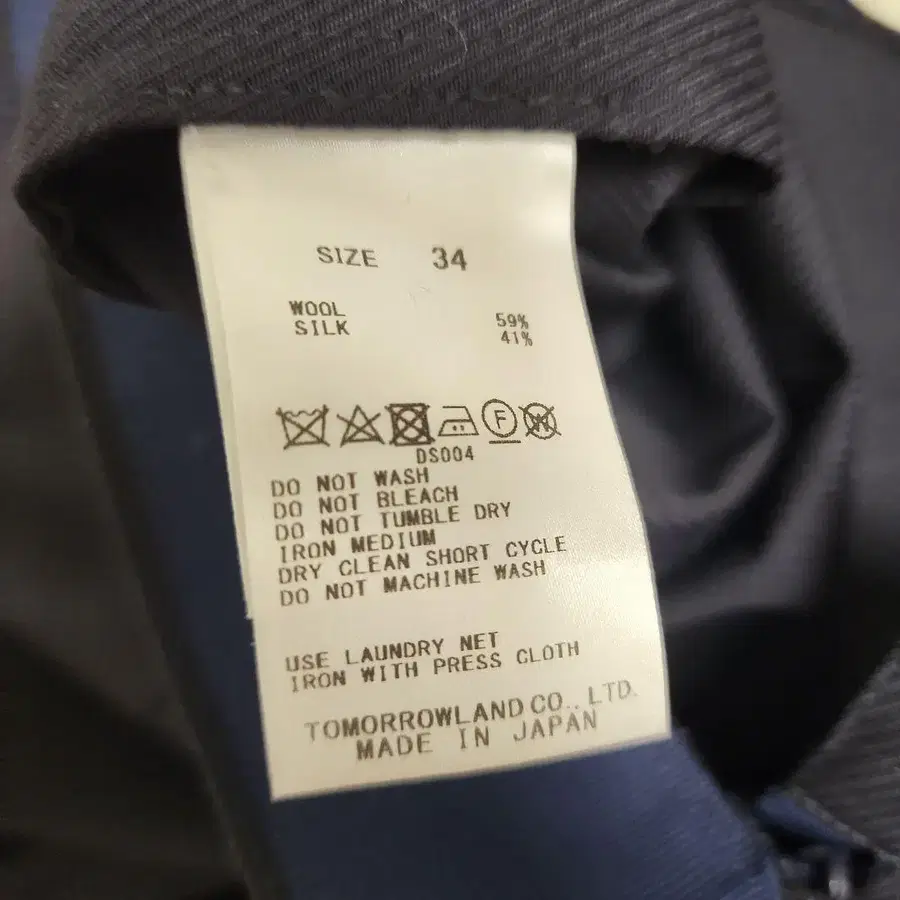 SIZE 34
WOOL 59%
SILK 41%
F W
DS004
DO NOT WASH
DO NOT BLEACH
DO NOT TUMBLE DRY
IRON MEDIUM
DRY CLEAN SHORT CYCLE
DO NOT MACHINE WASH
USE LAUNDRY NET
IRON WITH PRESS CLOTH
TOMORROWLAND CO., LTD.
MADE IN JAPAN